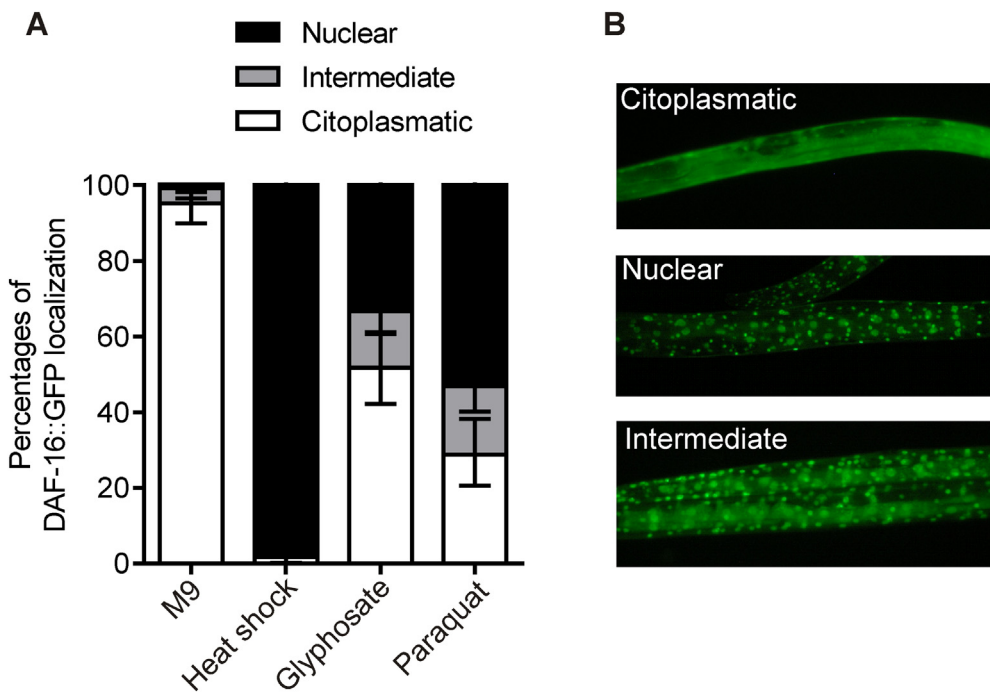 A
Nuclear
Intermediate
Citoplasmatic
Percentages of
DAF-16::GFP localization
100
80
60
40
20
0
M9
Heat shock
Glyphosate
Paraquat
B
Citoplasmatic
Nuclear
Intermediate